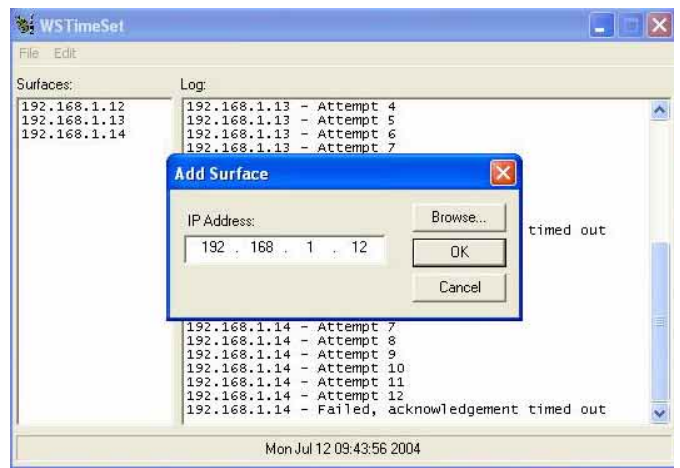 WSTimeSet
File Edit
Surfaces:
192.168.1.12
192.168.1.13
192.168.1.14
Log:
192.168.1.13 - Attempt 4
192.168.1.13 - Attempt 5
192.168.1.13 - Attempt 6
192.168.1.13 - Attempt 7
timed out
Add Surface
IP Address:
192 . 168 . 1 . 12
Browse...
OK
Cancel
192.168.1.14 - Attempt 7
192.168.1.14 - Attempt 8
192.168.1.14 - Attempt 9
192.168.1.14 - Attempt 10
192.168.1.14 - Attempt 11
192.168.1.14 - Attempt 12
192.168.1.14 - Failed, acknowledgement timed out
Mon Jul 12 09:43:56 2004